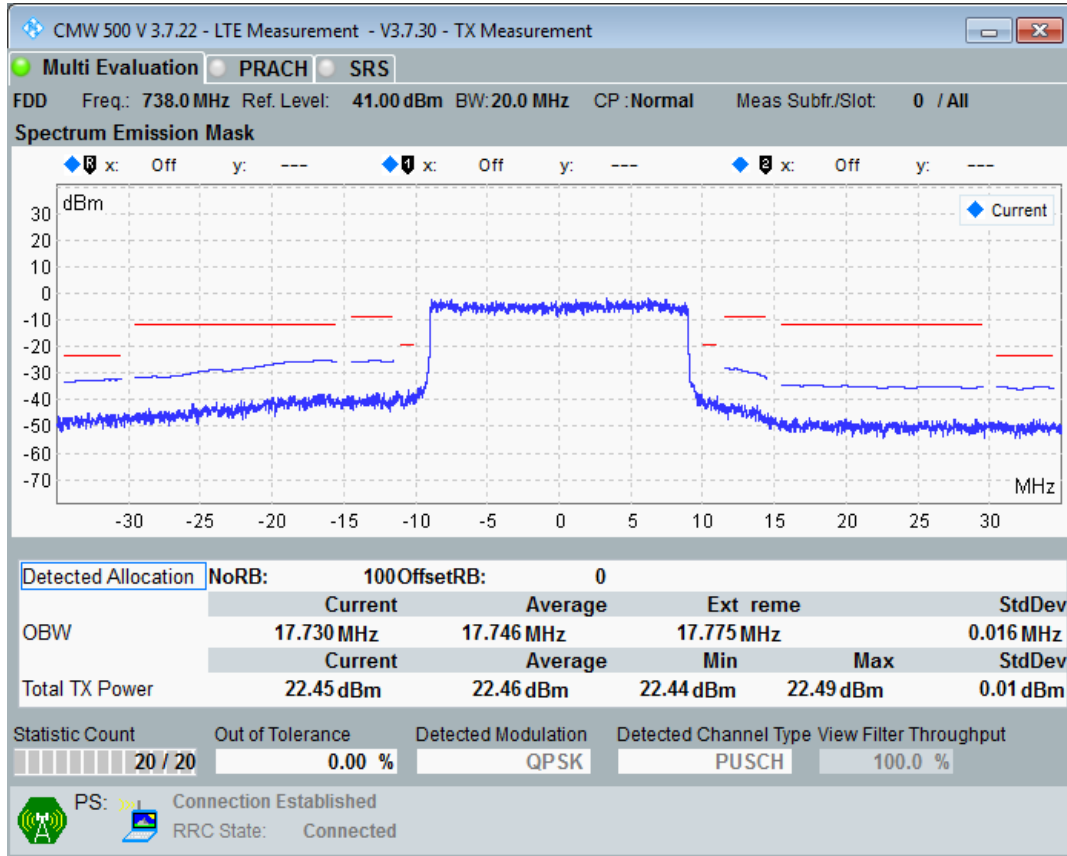 CMW 500 V 3.7.22 - LTE Measurement - V3.7.30 - TX Measurement
Multi Evaluation PRACH SRS
FDD Freq.: 738.0 MHz Ref. Level: 41.00 dBm BW: 20.0 MHz CP : Normal Meas Subfr./Slot: 0 / All
Spectrum Emission Mask
R x: Off y: --- 1 x: Off y: --- 2 x: Off y: ---
dBm
Current
30
20
10
0
-10
-20
-30
-40
-50
-60
-70
MHz
-30 -25 -20 -15 -10 -5 0 5 10 15 20 25 30
Detected Allocation NoRB: 100 OffsetRB: 0
Current Average Ext reme StdDev
OBW 17.730 MHz 17.746 MHz 17.775 MHz 0.016 MHz
Current Average Min Max StdDev
Total TX Power 22.45 dBm 22.46 dBm 22.44 dBm 22.49 dBm 0.01 dBm
Statistic Count Out of Tolerance Detected Modulation Detected Channel Type View Filter Throughput
20 / 20 0.00 % QPSK PUSCH 100.0 %
PS: Connection Established
RRC State: Connected